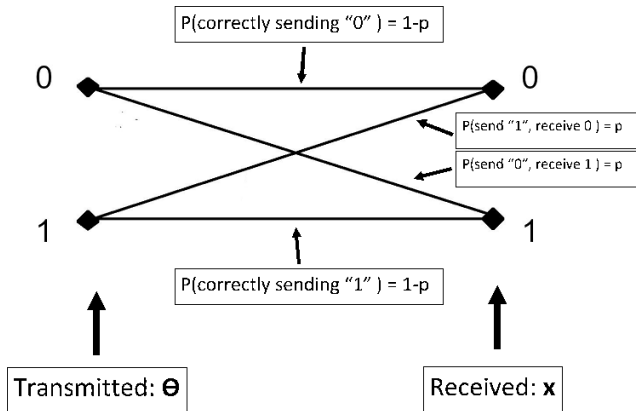 P(correctly sending “0” ) = 1-p
0
0
P(send “1”, receive 0 ) = p
P(send “0”, receive 1 ) = p
1
1
P(correctly sending “1” ) = 1-p
Transmitted: Θ
Received: x